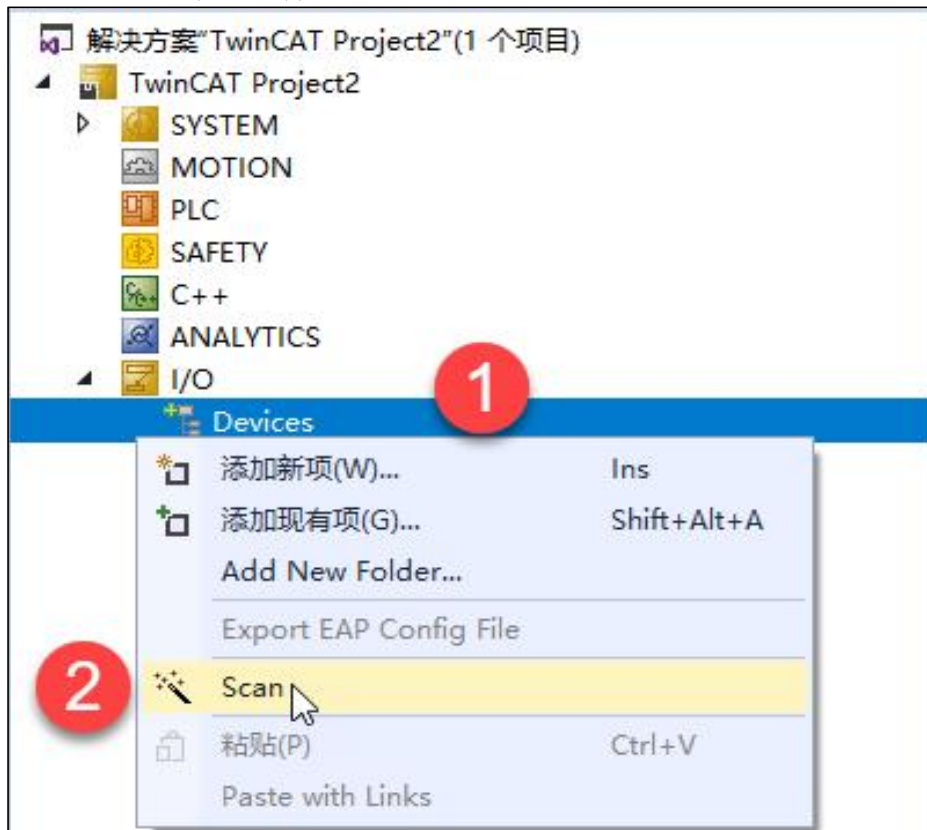 解决方案"TwinCAT Project2"(1 个项目)
TwinCAT Project2
SYSTEM
MOTION
PLC
SAFETY
C++
ANALYTICS
I/O
1
Devices
添加新项(W)... Ins
添加现有项(G)... Shift+Alt+A
Add New Folder...
Export EAP Config File
2
Scan
粘贴(P) Ctrl+V
Paste with Links